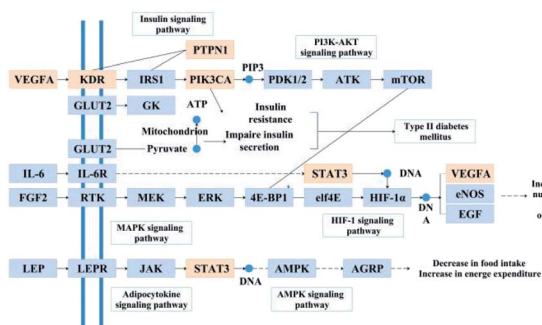 Insulin signaling
pathway
PTPN1
PI3K-AKT
signaling pathway
PIP3
VEGFA
KDR
IRS1
PIK3CA
PDK1/2
ATK
mTOR
GLUT2
GK
ATP
Insulin
resistance
Mitochondrion
Impaire insulin
secretion
Type II diabetes
mellitus
GLUT2
Pyruvate
IL-6
IL-6R
STAT3
DNA
VEGFA
FGF2
RTK
MEK
ERK
4E-BP1
elf4E
HIF-1α
DN
A
eNOS
EGF
MAPK signaling
pathway
HIF-1 signaling
pathway
LEP
LEPR
JAK
STAT3
DNA
AMPK
AGRP
Decrease in food intake
Increase in energy expenditure
Adipocytokine
signaling pathway
AMPK signaling
pathway